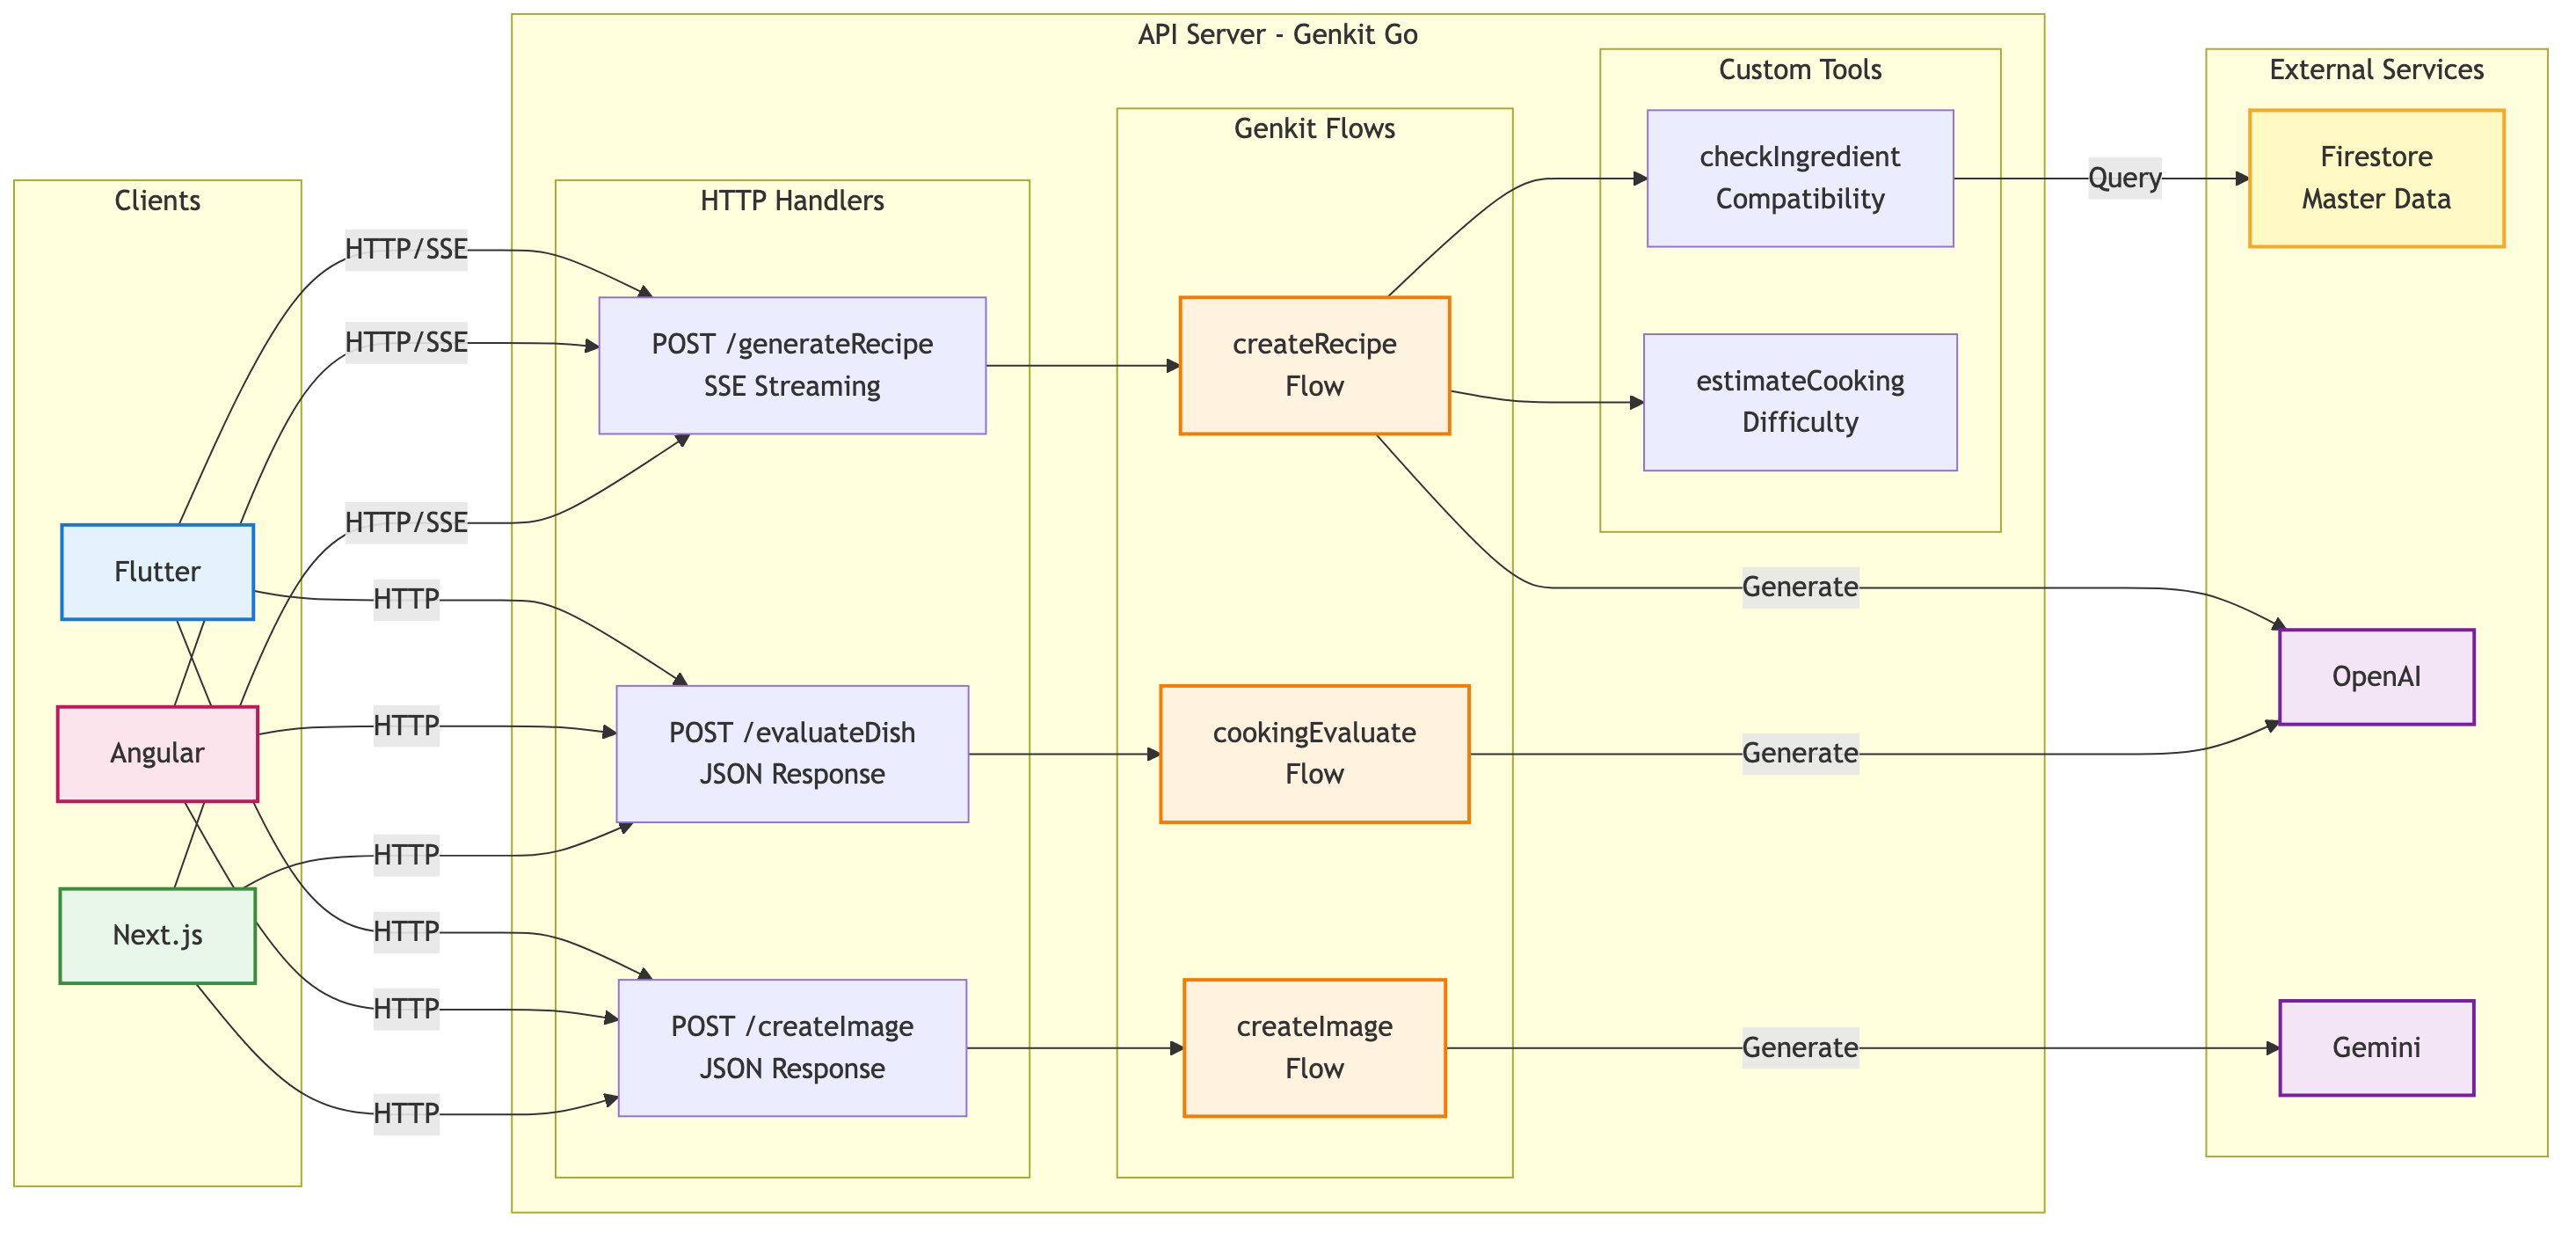 API Server - Genkit Go
Clients
Flutter
Angular
Next.js
HTTP/SSE
HTTP/SSE
HTTP/SSE
HTTP
HTTP
HTTP
HTTP
HTTP
HTTP
HTTP Handlers
POST /generateRecipe
SSE Streaming
POST /evaluateDish
JSON Response
POST /createImage
JSON Response
Genkit Flows
createRecipe
Flow
cookingEvaluate
Flow
createImage
Flow
Custom Tools
checkIngredient
Compatibility
estimateCooking
Difficulty
Query
Generate
Generate
Generate
External Services
Firestore
Master Data
OpenAI
Gemini